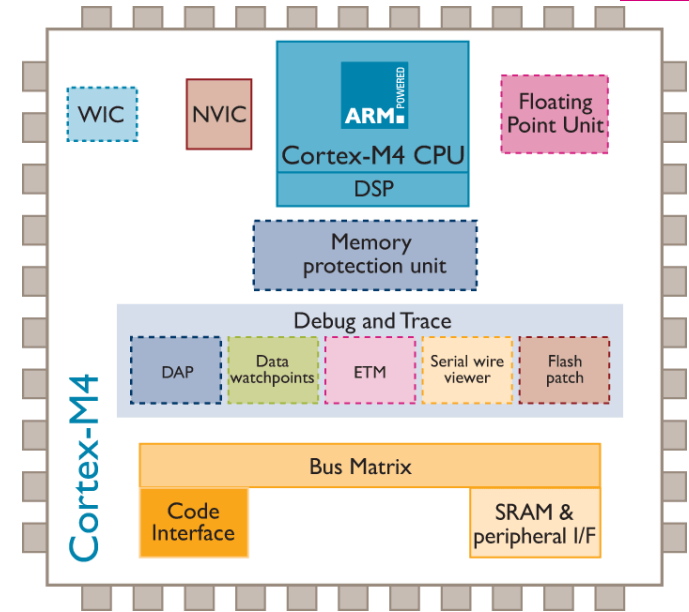 WIC
NVIC
ARM
POWERED
Cortex-M4 CPU
DSP
Floating
Point Unit
Memory
protection unit
Debug and Trace
DAP
Data
watchpoints
ETM
Serial wire
viewer
Flash
patch
Cortex-M4
Bus Matrix
Code
Interface
SRAM &
peripheral I/F